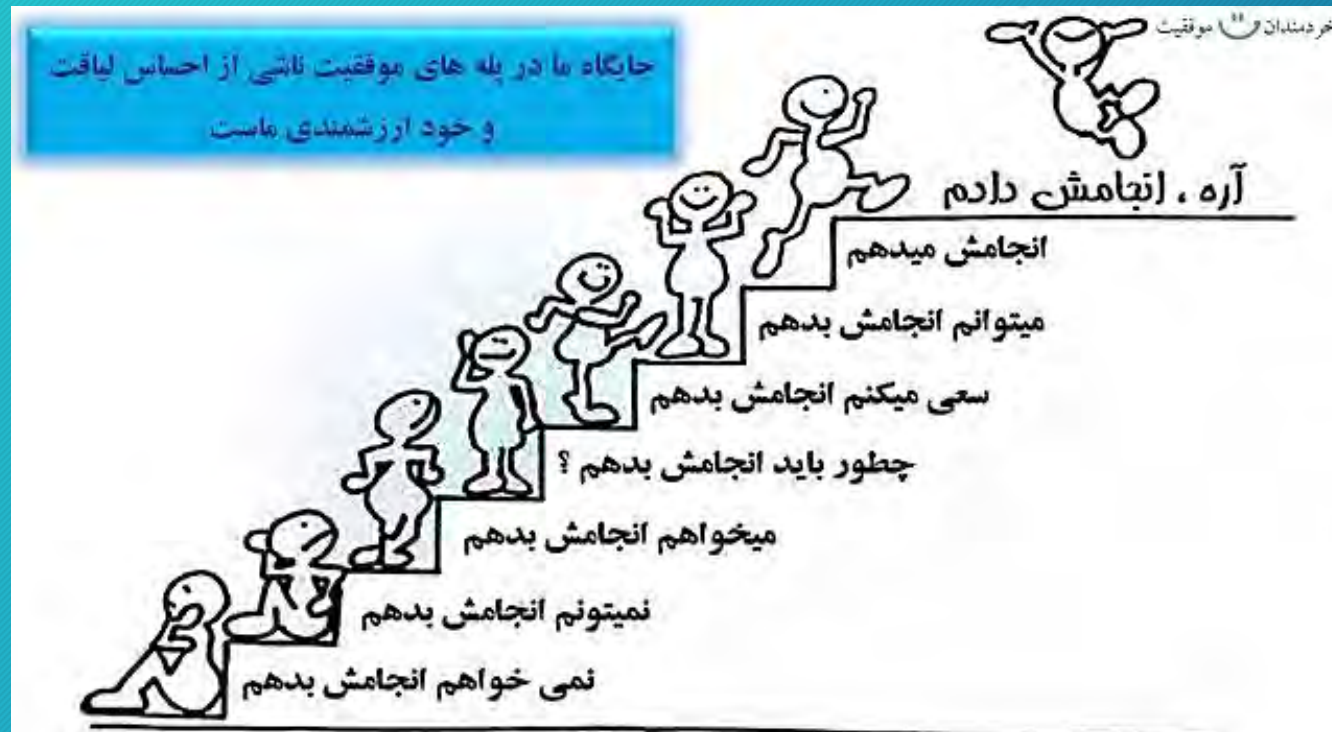 خردمندان موفقیت
جایگاه ما در پله های موفقیت ناشی از احساس لیاقت
و خود ارزشمندی ماست
آره ، انجامش دادم
انجامش میدهم
میتوانم انجامش بدهم
سعی میکنم انجامش بدهم
چطور باید انجامش بدهم ؟
میخواهم انجامش بدهم
نمیتونم انجامش بدهم
نمی خواهم انجامش بدهم